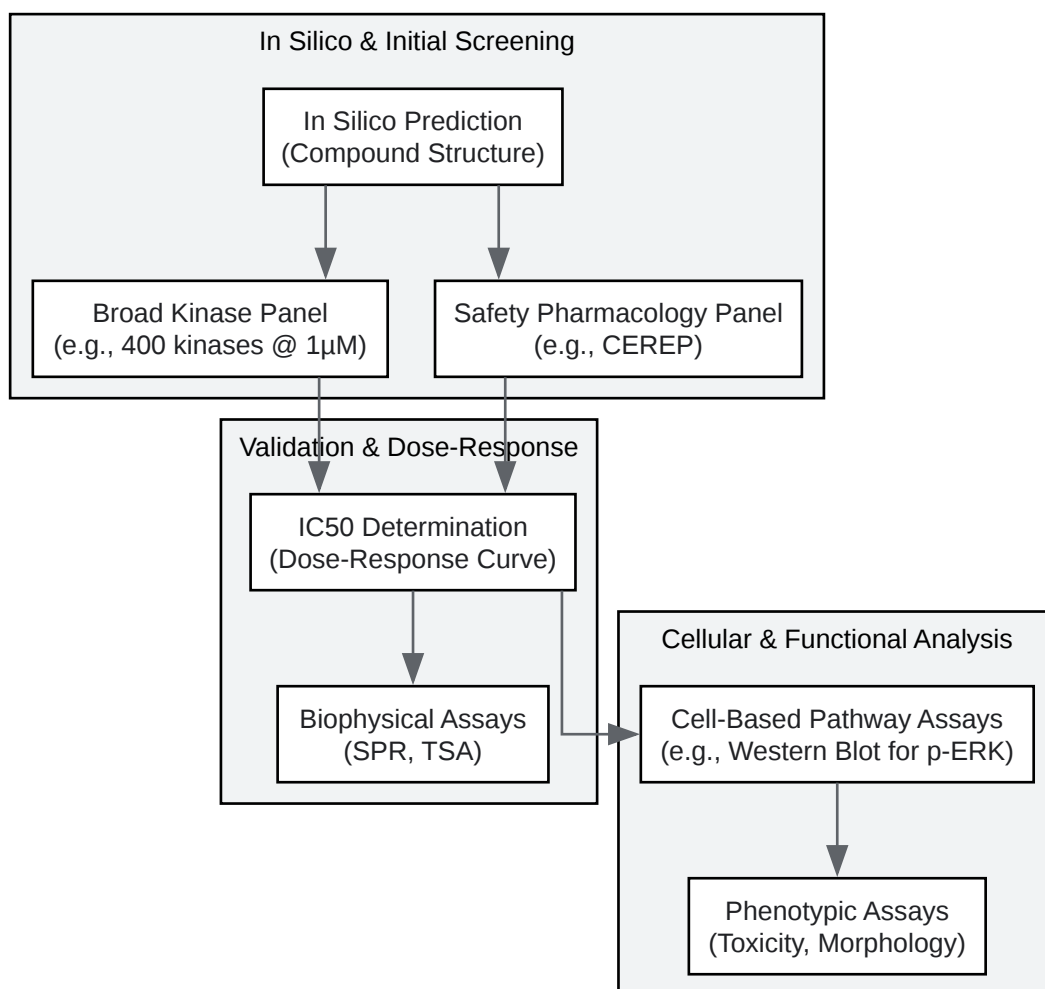 In Silico & Initial Screening
In Silico Prediction
(Compound Structure)
Broad Kinase Panel
(e.g., 400 kinases @ 1µM)
Safety Pharmacology Panel
(e.g., CEREP)
Validation & Dose-Response
IC50 Determination
(Dose-Response Curve)
Biophysical Assays
(SPR, TSA)
Cellular & Functional Analysis
Cell-Based Pathway Assays
(e.g., Western Blot for p-ERK)
Phenotypic Assays
(Toxicity, Morphology)